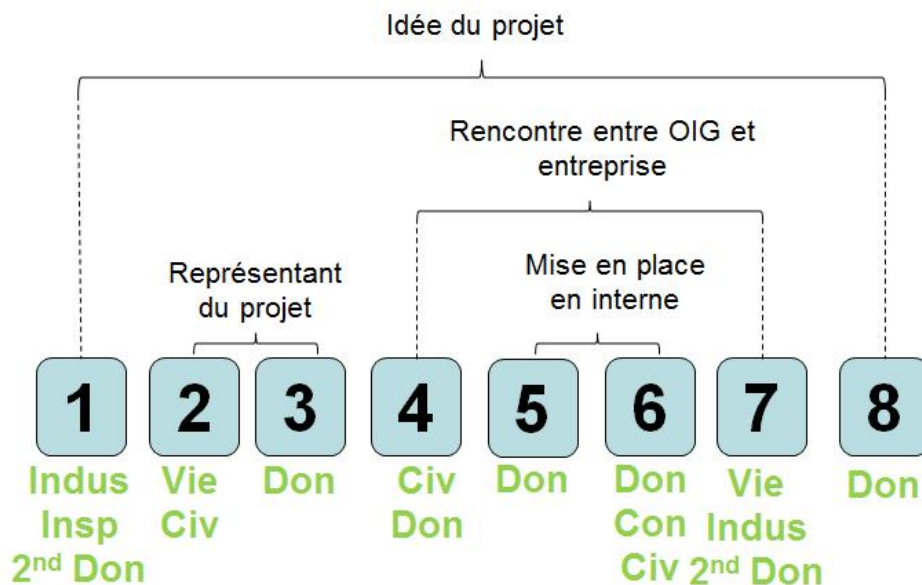 Idée du projet
Rencontre entre OIG et
entreprise
Représentant
du projet
Mise en place
en interne
1 2 3 4 5 6 7 8
Indus Vie Don Civ Don Don Vie Don
Insp Civ Don Con Indus
2nd Don Civ 2nd Don